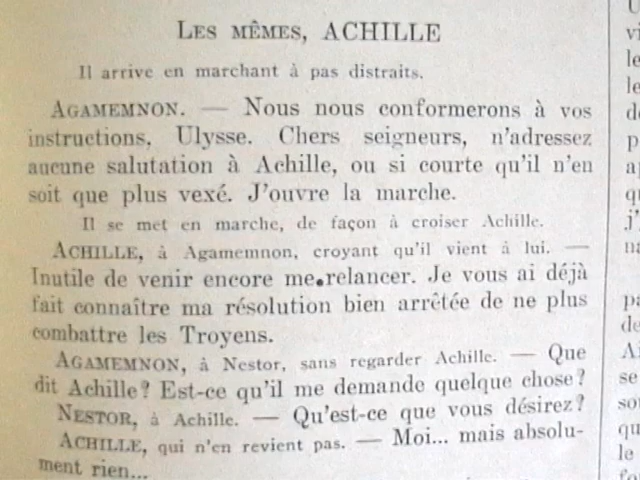 LES MÊMES, ACHILLE
Il arrive en marchant à pas distraits.
AGAMEMNON. — Nous nous conformerons à vos
instructions, Ulysse. Chers seigneurs, n'adressez
aucune salutation à Achille, ou si courte qu'il n'en
soit que plus vexé. J'ouvre la marche.
Il se met en marche, de façon à croiser Achille.
ACHILLE, à Agamemnon, croyant qu'il vient à lui. —
Inutile de venir encore me relancer. Je vous ai déjà
fait connaître ma résolution bien arrêtée de ne plus
combattre les Troyens.
AGAMEMNON, à Nestor, sans regarder Achille. — Que
dit Achille? Est-ce qu'il me demande quelque chose?
NESTOR, à Achille. — Qu'est-ce que vous désirez?
ACHILLE, qui n'en revient pas. — Moi... mais absolu-
ment rien...